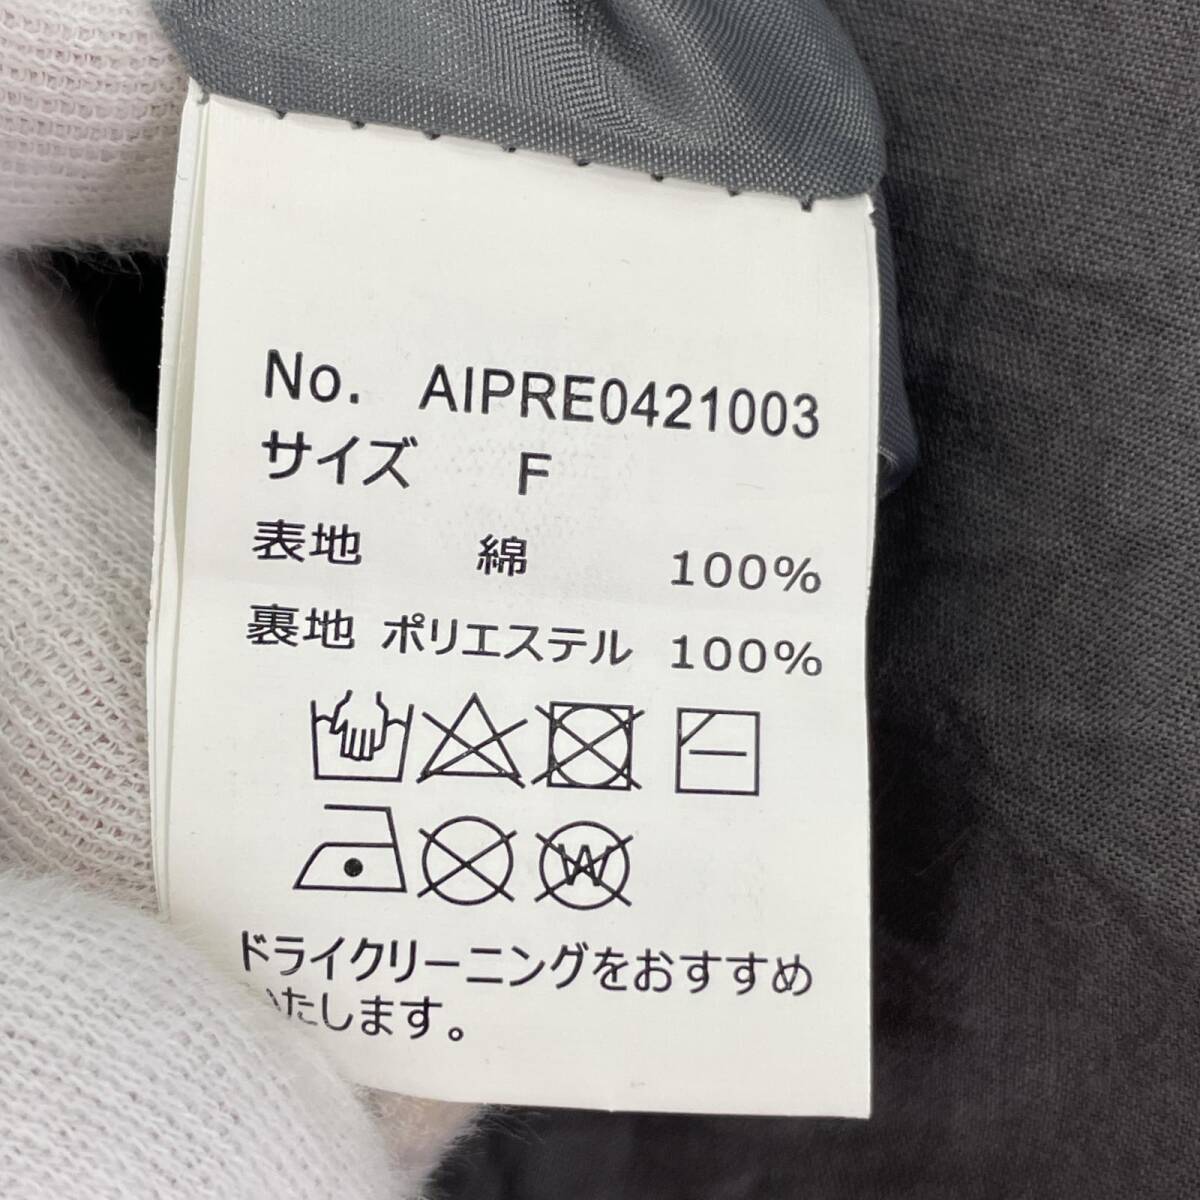 No. AIPRE0421003
サイズ F
表地 綿 100%
裏地 ポリエステル 100%
W
ドライクリーニングをおすすめ
いたします。